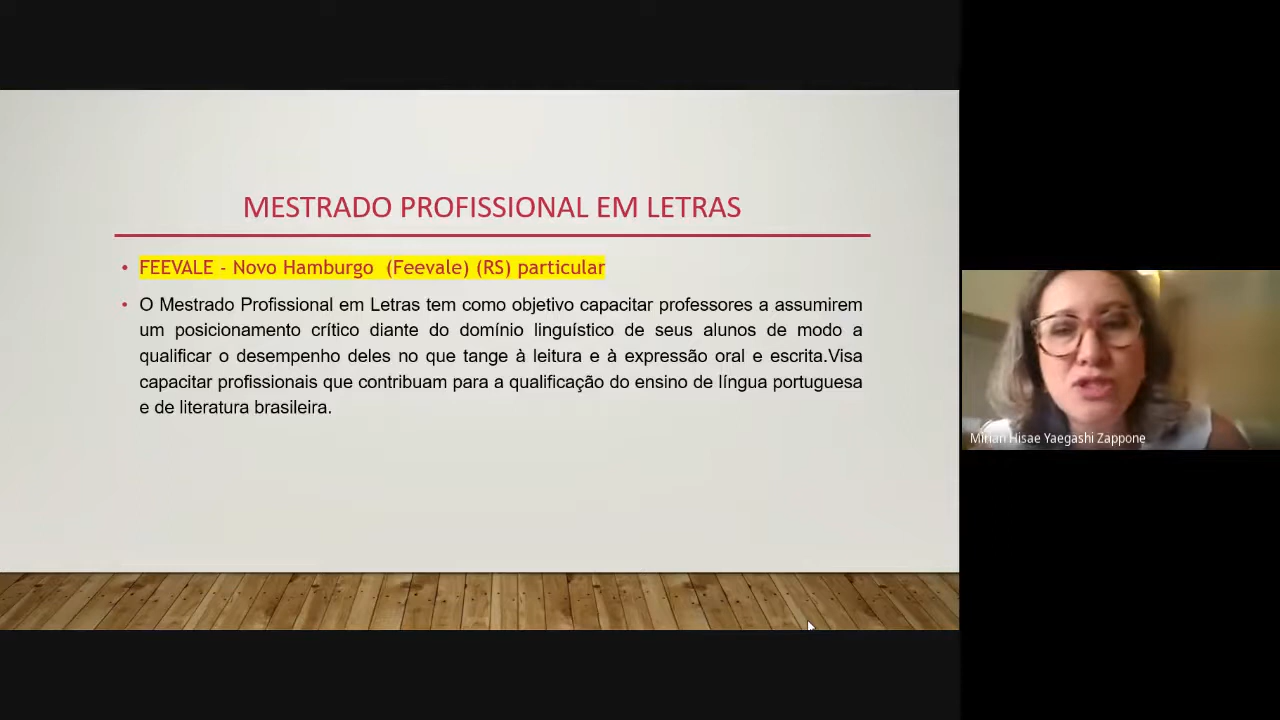 MESTRADO PROFISSIONAL EM LETRAS
• FEEVALE - Novo Hamburgo (Feevale) (RS) particular
• O Mestrado Profissional em Letras tem como objetivo capacitar professores a assumirem
um posicionamento crítico diante do domínio linguístico de seus alunos de modo a
qualificar o desempenho deles no que tange à leitura e à expressão oral e escrita.Visa
capacitar profissionais que contribuam para a qualificação do ensino de língua portuguesa
e de literatura brasileira.
Mirian Hisae Yaegashi Zappone